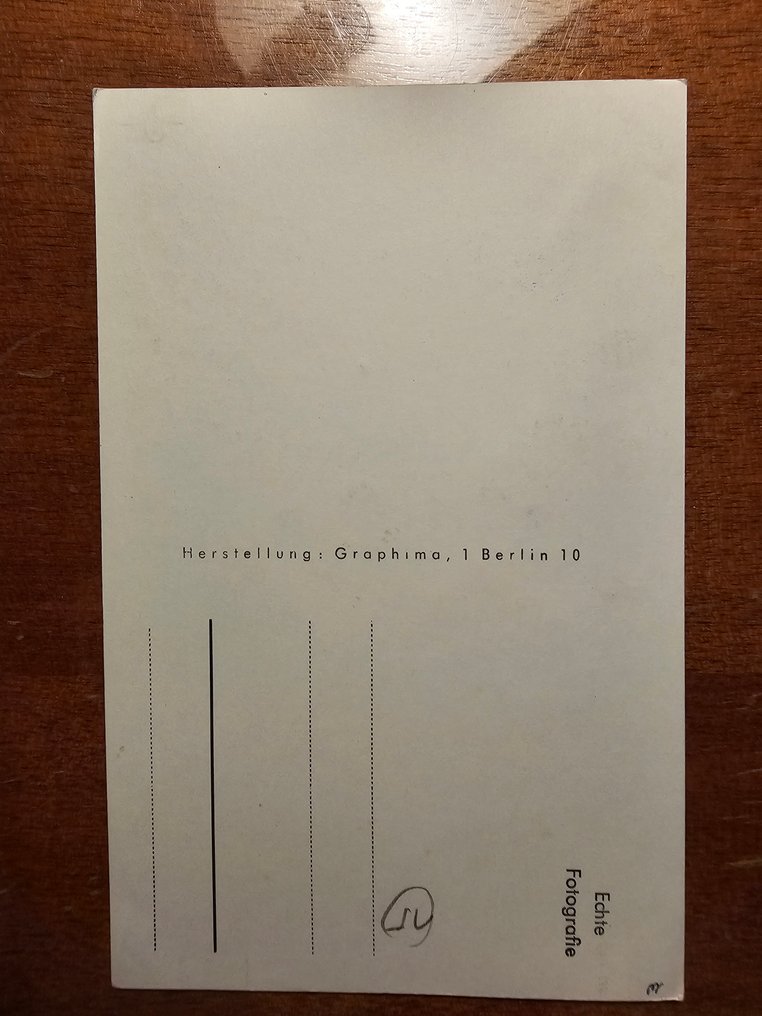 Herstellung: Graphima, 1 Berlin 10
Echte
Fotografie